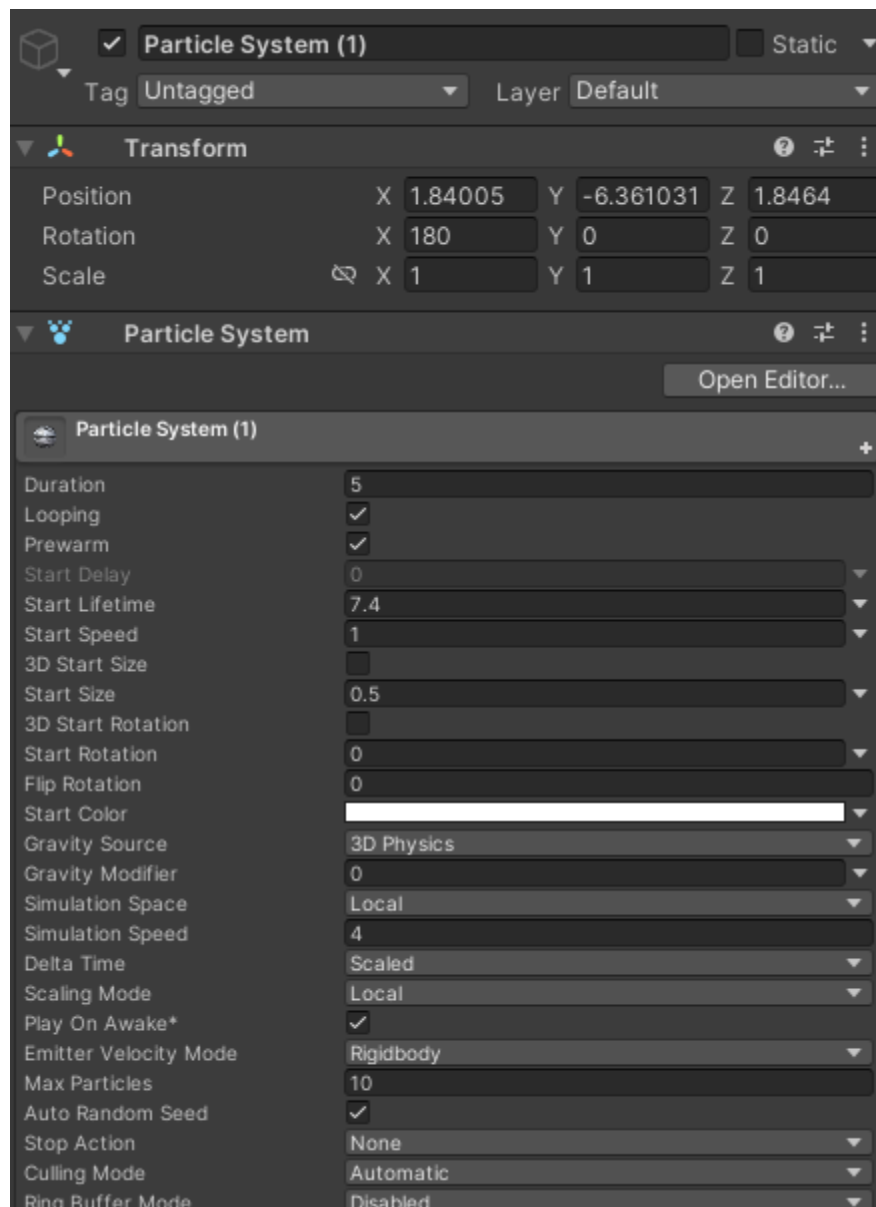 Particle System (1) Static
Tag Untagged Layer Default
Transform
Position X 1.84005 Y -6.361031 Z 1.8464
Rotation X 180 Y 0 Z 0
Scale X 1 Y 1 Z 1
Particle System
Open Editor...
Particle System (1)
Duration 5
Looping
Prewarm
Start Delay 0
Start Lifetime 7.4
Start Speed 1
3D Start Size
Start Size 0.5
3D Start Rotation
Start Rotation 0
Flip Rotation 0
Start Color
Gravity Source 3D Physics
Gravity Modifier 0
Simulation Space Local
Simulation Speed 4
Delta Time Scaled
Scaling Mode Local
Play On Awake*
Emitter Velocity Mode Rigidbody
Max Particles 10
Auto Random Seed
Stop Action None
Culling Mode Automatic
Ring Buffer Mode Disabled